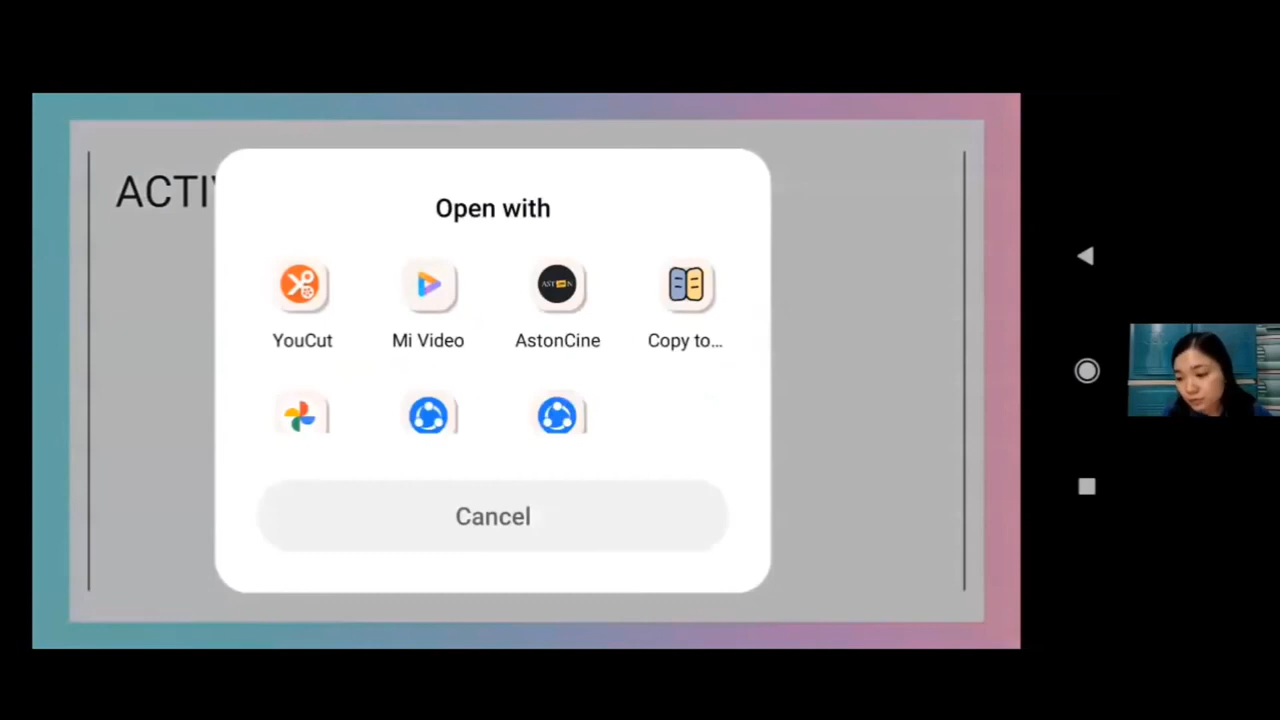 ACTI
Open with
YouCut
Mi Video
AstonCine
Copy to...
Cancel